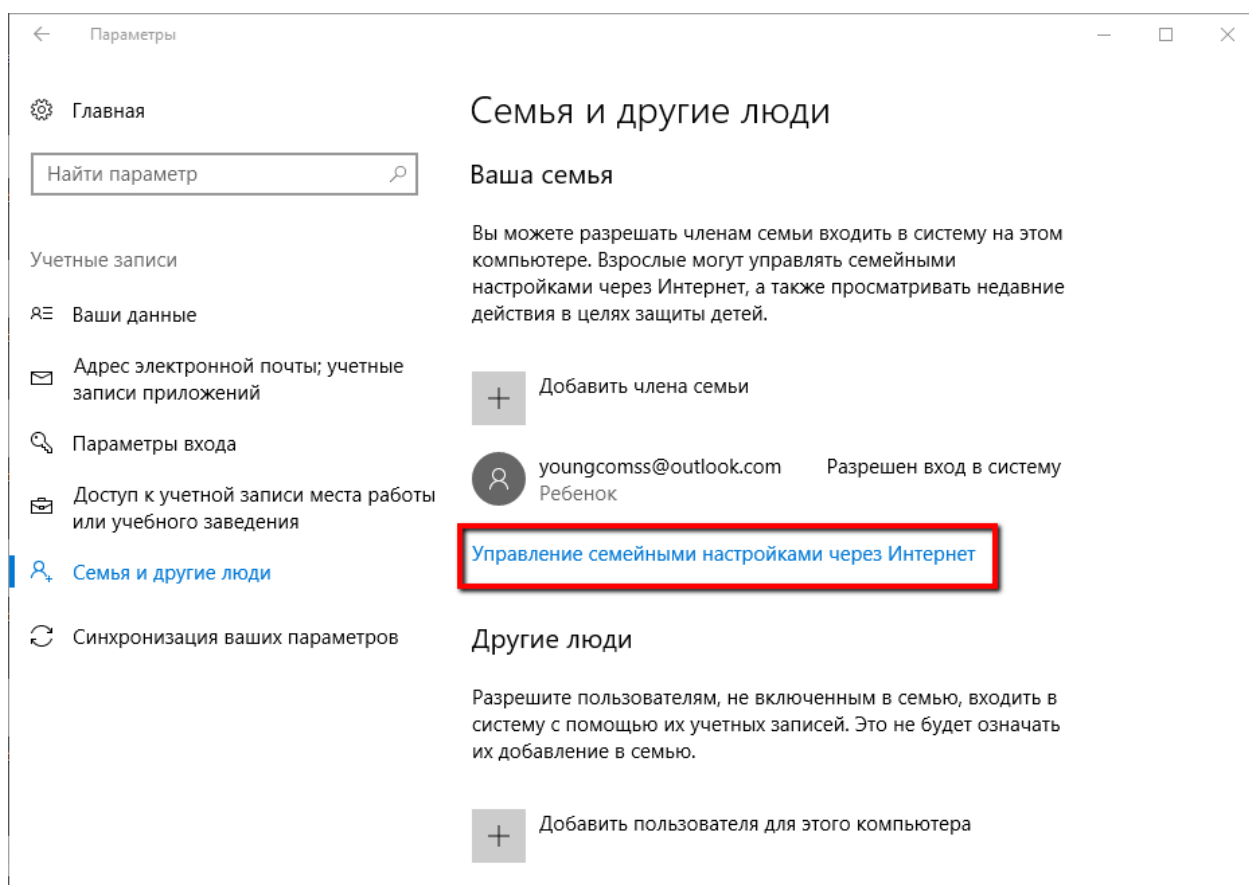 Параметры
Главная
Найти параметр
Учетные записи
Ваши данные
Адрес электронной почты; учетные
записи приложений
Параметры входа
Доступ к учетной записи места работы
или учебного заведения
Семья и другие люди
Синхронизация ваших параметров
Семья и другие люди
Ваша семья
Вы можете разрешать членам семьи входить в систему на этом
компьютере. Взрослые могут управлять семейными
настройками через Интернет, а также просматривать недавние
действия в целях защиты детей.
Добавить члена семьи
youngcomss@outlook.com Разрешен вход в систему
Ребенок
Управление семейными настройками через Интернет
Другие люди
Разрешите пользователям, не включенным в семью, входить в
систему с помощью их учетных записей. Это не будет означать
их добавление в семью.
Добавить пользователя для этого компьютера